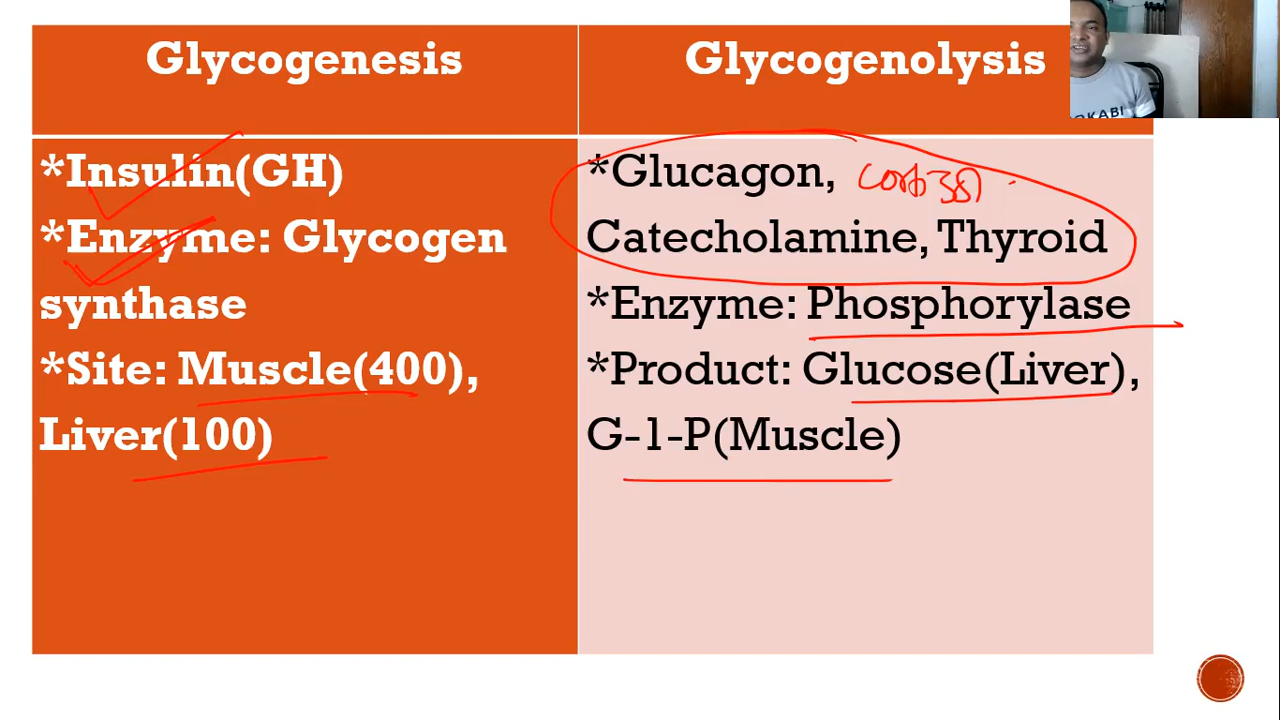 Glycogenesis
Glycogenolysis
*Insulin(GH)
*Enzyme: Glycogen
synthase
*Site: Muscle(400),
Liver(100)
*Glucagon,
Catecholamine, Thyroid
*Enzyme: Phosphorylase
*Product: Glucose(Liver),
G-1-P(Muscle)
OKABI